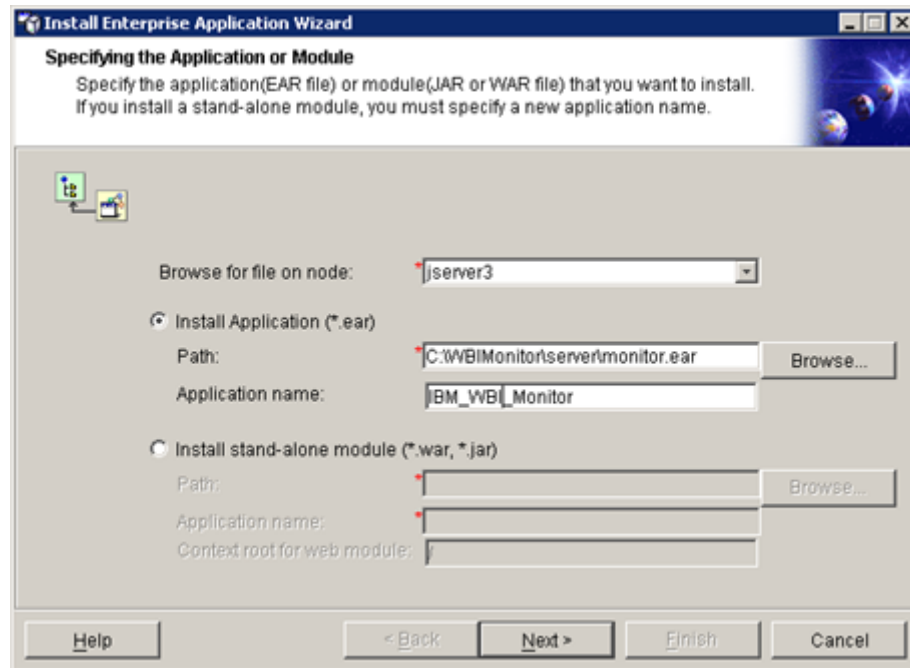 Install Enterprise Application Wizard
Specifying the Application or Module
Specify the application(EAR file) or module(JAR or WAR file) that you want to install.
If you install a stand-alone module, you must specify a new application name.
Browse for file on node: *jserver3
Install Application (*.ear)
Path: *C:\WBIMonitor\server\monitor.ear Browse...
Application name: IBM_WBI_Monitor
Install stand-alone module (*.war, *.jar)
Path: * Browse...
Application name: *
Context root for web module: /
Help < Back Next > Finish Cancel